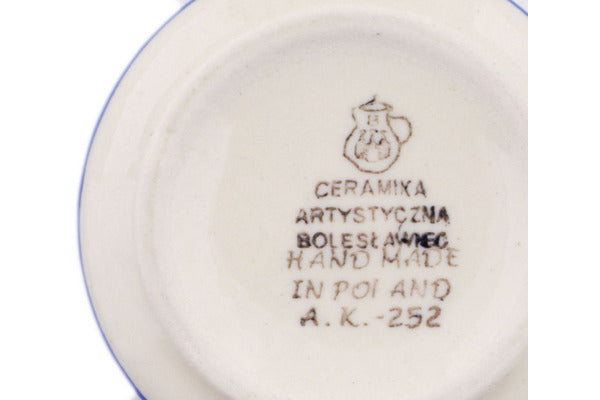 CERAMIKA
ARTYSTYCZNA
BOLESŁAWIEC
HAND MADE
IN POLAND
A.K.-252